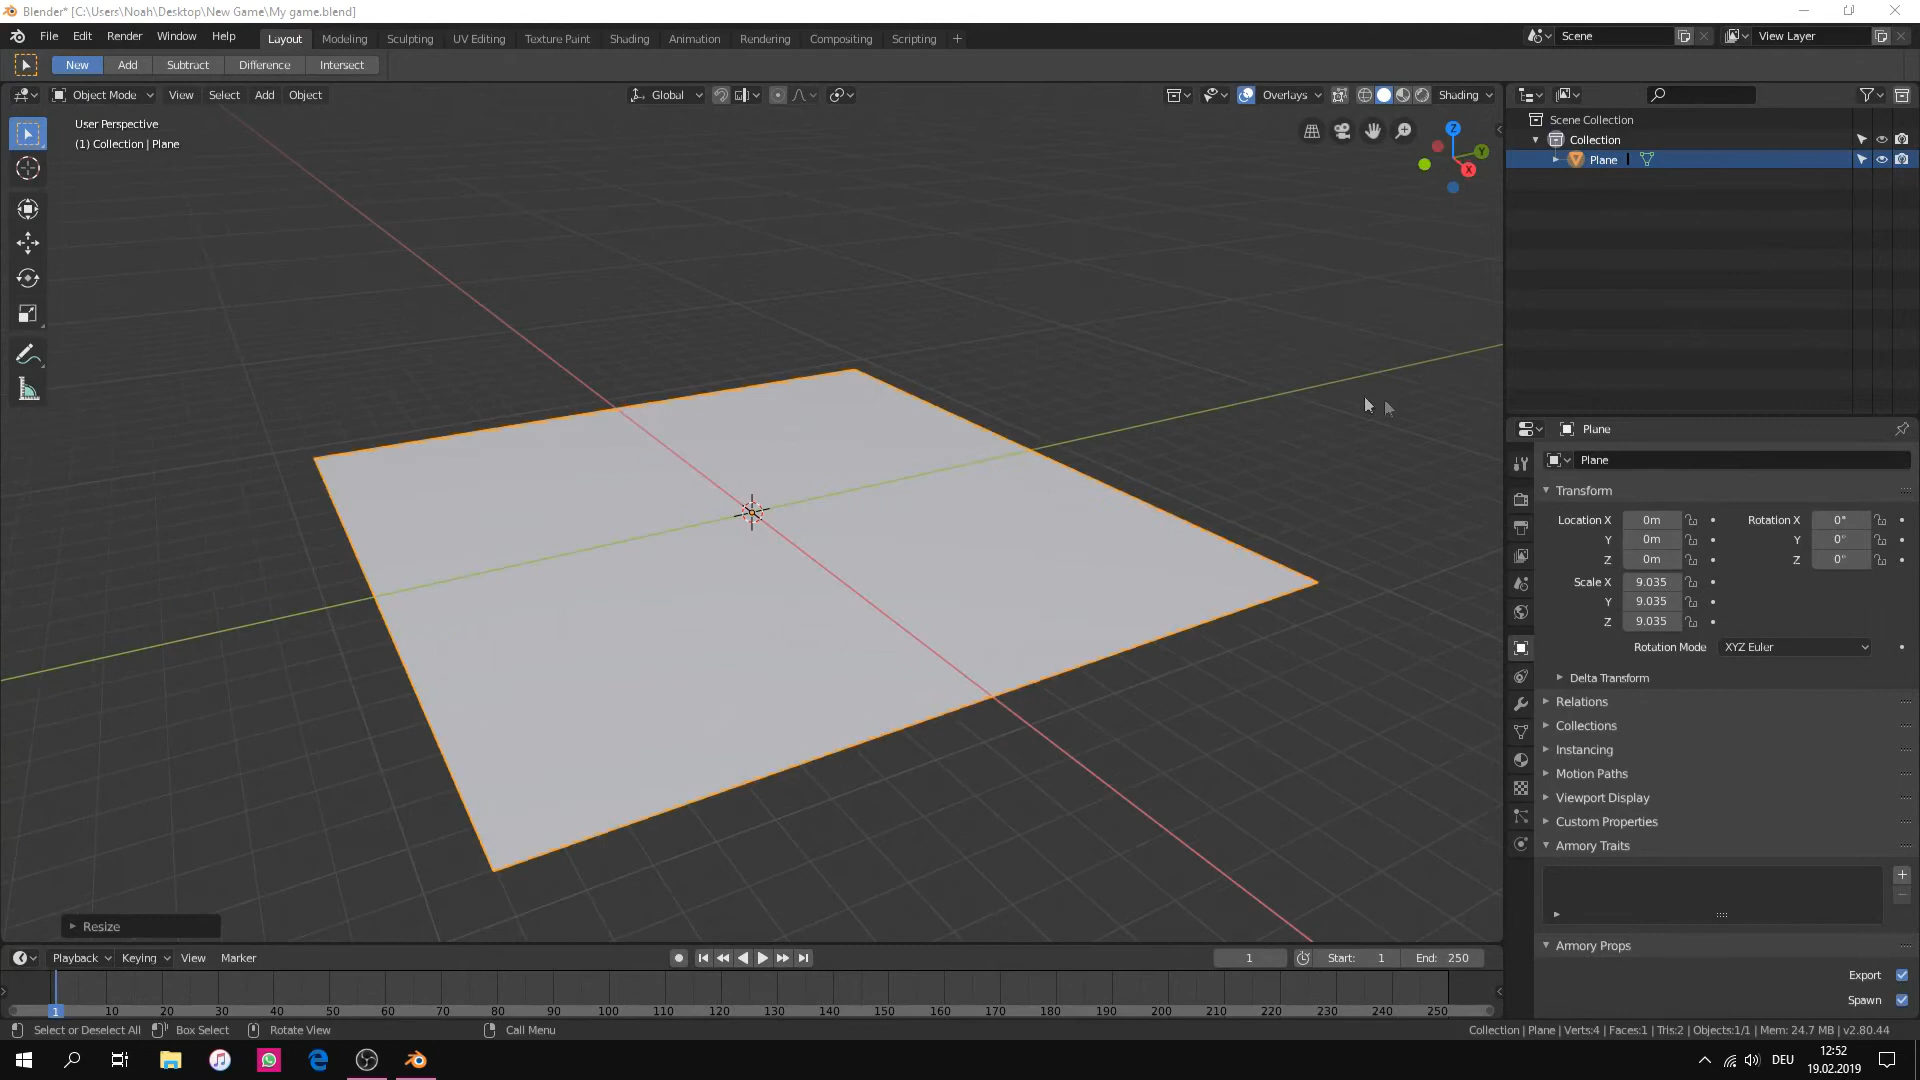 Blender* [C:\Users\Noah\Desktop\New Game\My game.blend]
File Edit Render Window Help Layout Modeling Sculpting UV Editing Texture Paint Shading Animation Rendering Compositing Scripting + Scene View Layer
New Add Subtract Difference Intersect
Object Mode View Select Add Object Global Overlays Shading
User Perspective
(1) Collection | Plane
Z
Y
X
Scene Collection
Collection
Plane
Plane
Plane
Transform
Location X 0m Rotation X 0°
Y 0m Y 0°
Z 0m Z 0°
Scale X 9.035
Y 9.035
Z 9.035
Rotation Mode XYZ Euler
Delta Transform
Relations
Collections
Instancing
Motion Paths
Viewport Display
Custom Properties
Armory Traits
Armory Props
Export
Spawn
Resize
Playback Keying View Marker 1 Start: 1 End: 250
1 10 20 30 40 50 60 70 80 90 100 110 120 130 140 150 160 170 180 190 200 210 220 230 240 250
Select or Deselect All Box Select Rotate View Call Menu Collection | Plane | Verts:4 | Faces:1 | Tris:2 | Objects:1/1 | Mem: 24.7 MB | v2.80.44
DEU 12:52
19.02.2019